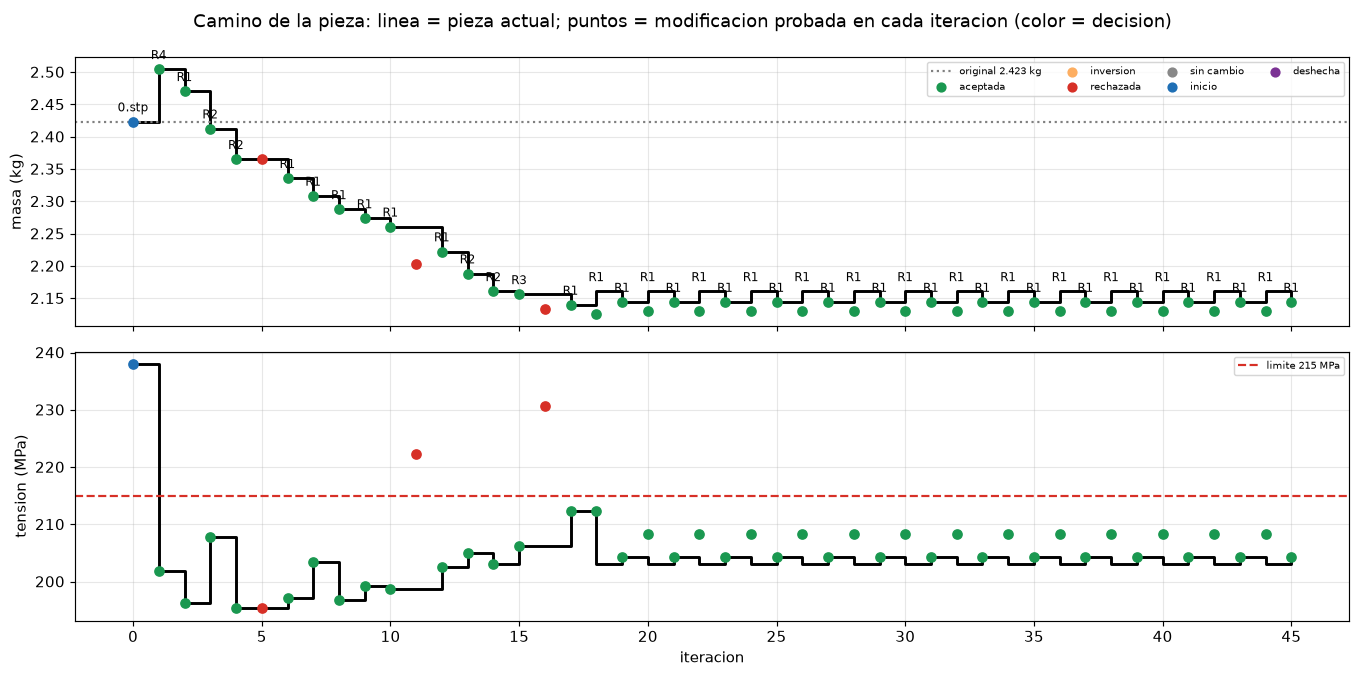 Camino de la pieza: linea = pieza actual; puntos = modificacion probada en cada iteracion (color = decision)
original 2.423 kg inversion sin cambio deshecha
aceptada rechazada inicio
masa (kg)
2.50
2.45
2.40
2.35
2.30
2.25
2.20
2.15
0.stp
R4
R1
R2
R2
R1
R1
R1
R1
R1
R1
R2
R2
R3
R1
R1 R1 R1 R1 R1 R1 R1 R1 R1 R1 R1 R1 R1 R1
R1 R1 R1 R1 R1 R1 R1 R1 R1 R1 R1 R1 R1 R1
limite 215 MPa
tension (MPa)
240
230
220
210
200
0 5 10 15 20 25 30 35 40 45
iteracion